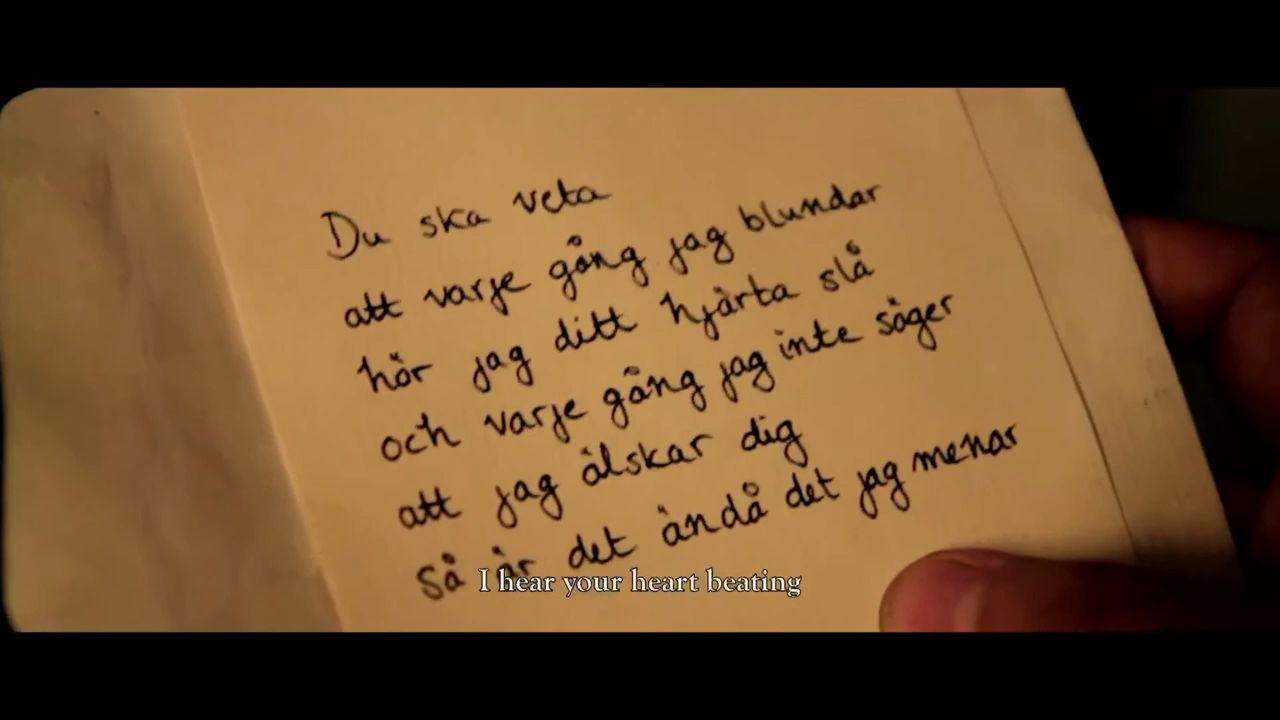 Du ska veta
att varje gång jag blundar
hör jag ditt hjärta slå
och varje gång jag inte säger
att jag älskar dig
så är det ändå det jag menar
I hear your heart beating